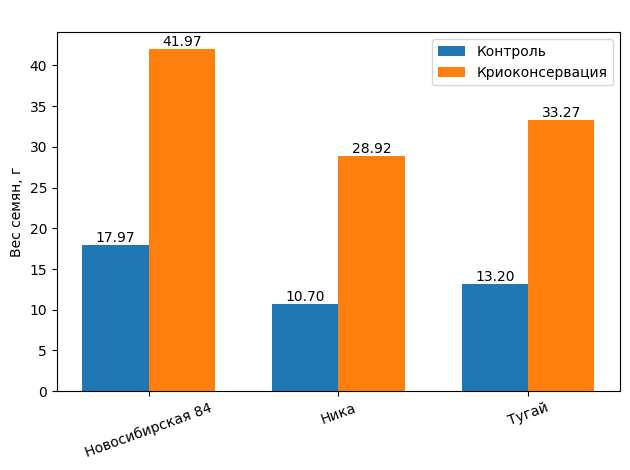 Контроль
Криоконсервация
Вес семян, г
40
35
30
25
20
15
10
5
0
17.97
41.97
10.70
28.92
13.20
33.27
Новосибирская 84
Ника
Тугай